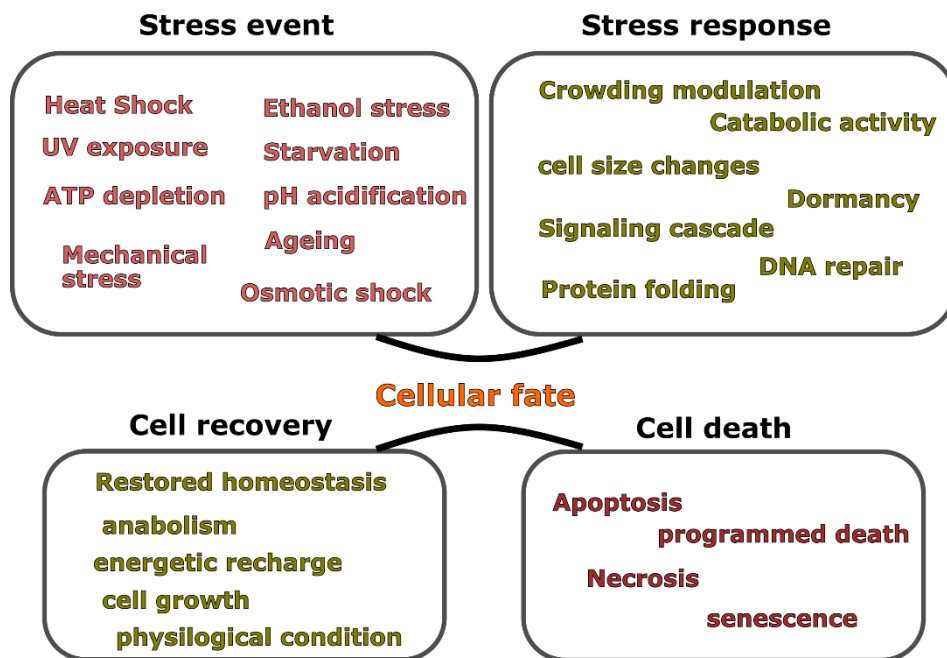 Stress event
Heat Shock
Ethanol stress
UV exposure
Starvation
ATP depletion
pH acidification
Mechanical
stress
Ageing
Osmotic shock
Stress response
Crowding modulation
Catabolic activity
cell size changes
Dormancy
Signaling cascade
DNA repair
Protein folding
Cellular fate
Cell recovery
Restored homeostasis
anabolism
energetic recharge
cell growth
physilogical condition
Cell death
Apoptosis
programmed death
Necrosis
senescence